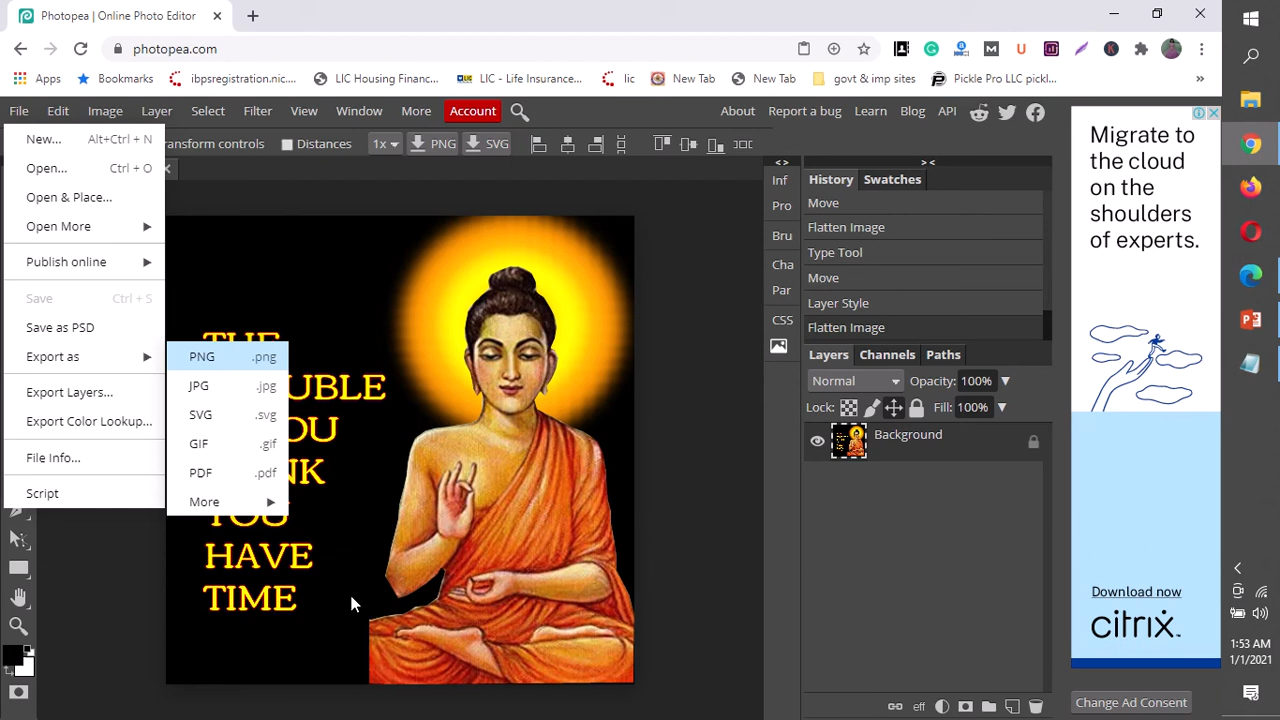 Photopea | Online Photo Editor
photopea.com
Apps
Bookmarks
ibpsregistration.nic...
LIC Housing Financ...
LIC - Life Insurance...
lic
New Tab
New Tab
govt & imp sites
Pickle Pro LLC pickl...
»
File Edit Image Layer Select Filter View Window More Account
About Report a bug Learn Blog API
New... Alt+Ctrl + N
Open... Ctrl + O
Open & Place...
Open More
Publish online
Save Ctrl + S
Save as PSD
Export as
Export Layers...
Export Color Lookup...
File Info...
Script
PNG .png
JPG .jpg
SVG .svg
GIF .gif
PDF .pdf
More
ransform controls Distances 1x PNG SVG
THE
UBLE
OU
NK
YOU
HAVE
TIME
< >
Inf
Pro
Bru
Cha
Par
CSS
> <
History Swatches
Move
Flatten Image
Type Tool
Move
Layer Style
Flatten Image
Layers Channels Paths
Normal Opacity: 100%
Lock: Fill: 100%
Background
eff
Migrate to
the cloud
on the
shoulders
of experts.
Download now
citrix
Change Ad Consent
1:53 AM
1/1/2021